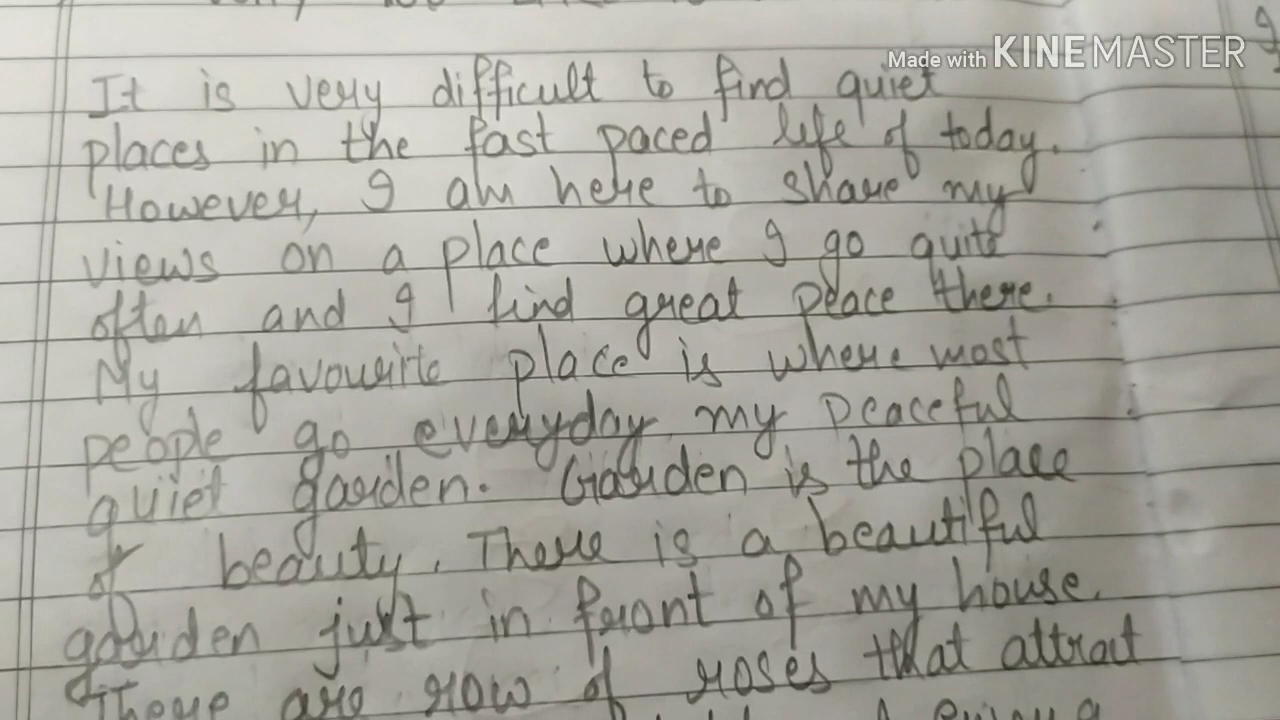 Made with KINEMASTER
It is very difficult to find quiet
places in the fast paced life of today.
However, I am here to share my
views on a place where I go quite
often and I find great peace there.
My favourite place is where most
people go everyday my peaceful
quiet garden. Garden is the place
of beauty. There is a beautiful
garden just in front of my house.
There are row of roses that attract